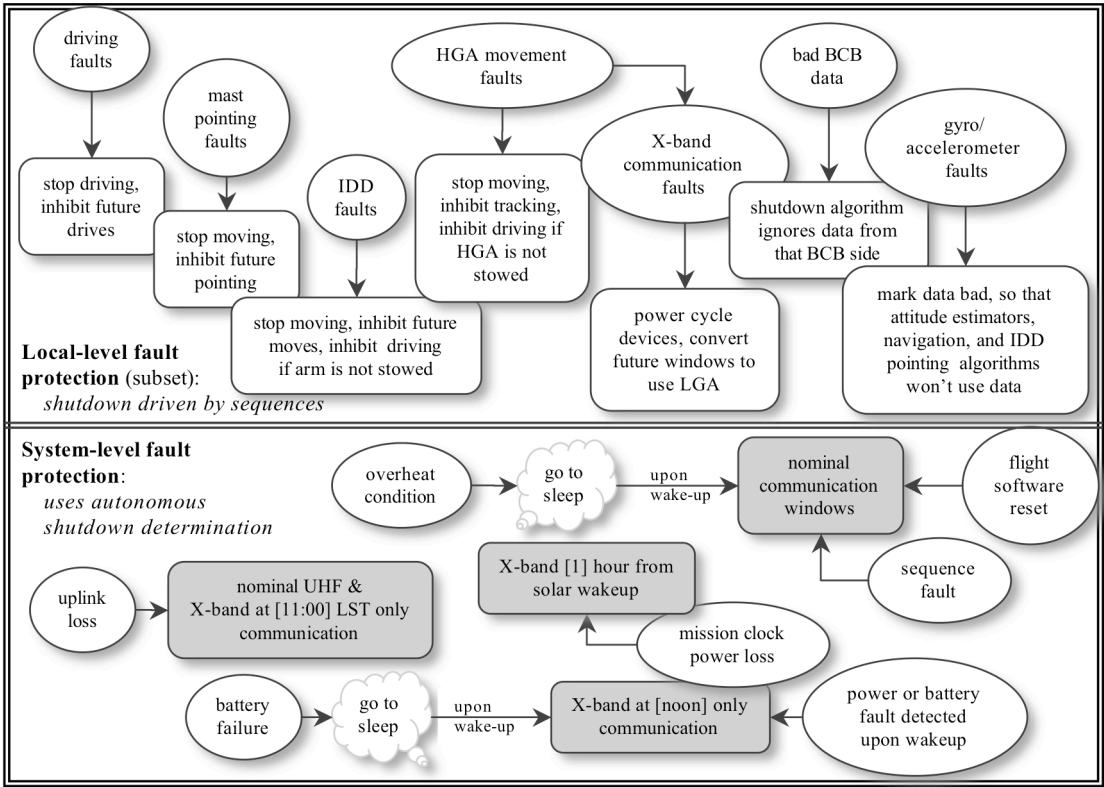 driving
faults
mast
pointing
faults
IDD
faults
HGA movement
faults
X-band
communication
faults
bad BCB
data
gyro/
accelerometer
faults
stop driving,
inhibit future
drives
stop moving,
inhibit future
pointing
stop moving, inhibit future
moves, inhibit driving
if arm is not stowed
stop moving,
inhibit tracking,
inhibit driving if
HGA is not
stowed
power cycle
devices, convert
future windows to
use LGA
shutdown algorithm
ignores data from
that BCB side
mark data bad, so that
attitude estimators,
navigation, and IDD
pointing algorithms
won't use data
Local-level fault
protection (subset):
shutdown driven by sequences
System-level fault
protection:
uses autonomous
shutdown determination
overheat
condition
go to
sleep
upon
wake-up
nominal
communication
windows
flight
software
reset
sequence
fault
uplink
loss
nominal UHF &
X-band at [11:00] LST only
communication
X-band [1] hour from
solar wakeup
mission clock
power loss
battery
failure
go to
sleep
upon
wake-up
X-band at [noon] only
communication
power or battery
fault detected
upon wakeup